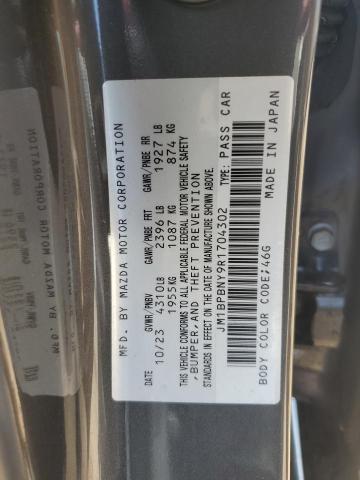 MFD. BY MAZDA MOTOR CORPORATION
DATE GVWR/PNBV GAWR/PNBE FRT GAWR/PNBE RR
10/23 4310LB 2396 LB 1927 LB
1955KG 1087 KG 874 KG
THIS VEHICLE CONFORMS TO ALL APPLICABLE FEDERAL MOTOR VEHICLE SAFETY
,BUMPER,AND THEFT PREVENTION
STANDARDS IN EFFECT ON THE DATE OF MANUFACTURE SHOWN ABOVE.
JM1BPBNY9R1704302 TYPE: PASS CAR
BODY COLOR CODE:46G MADE IN JAPAN